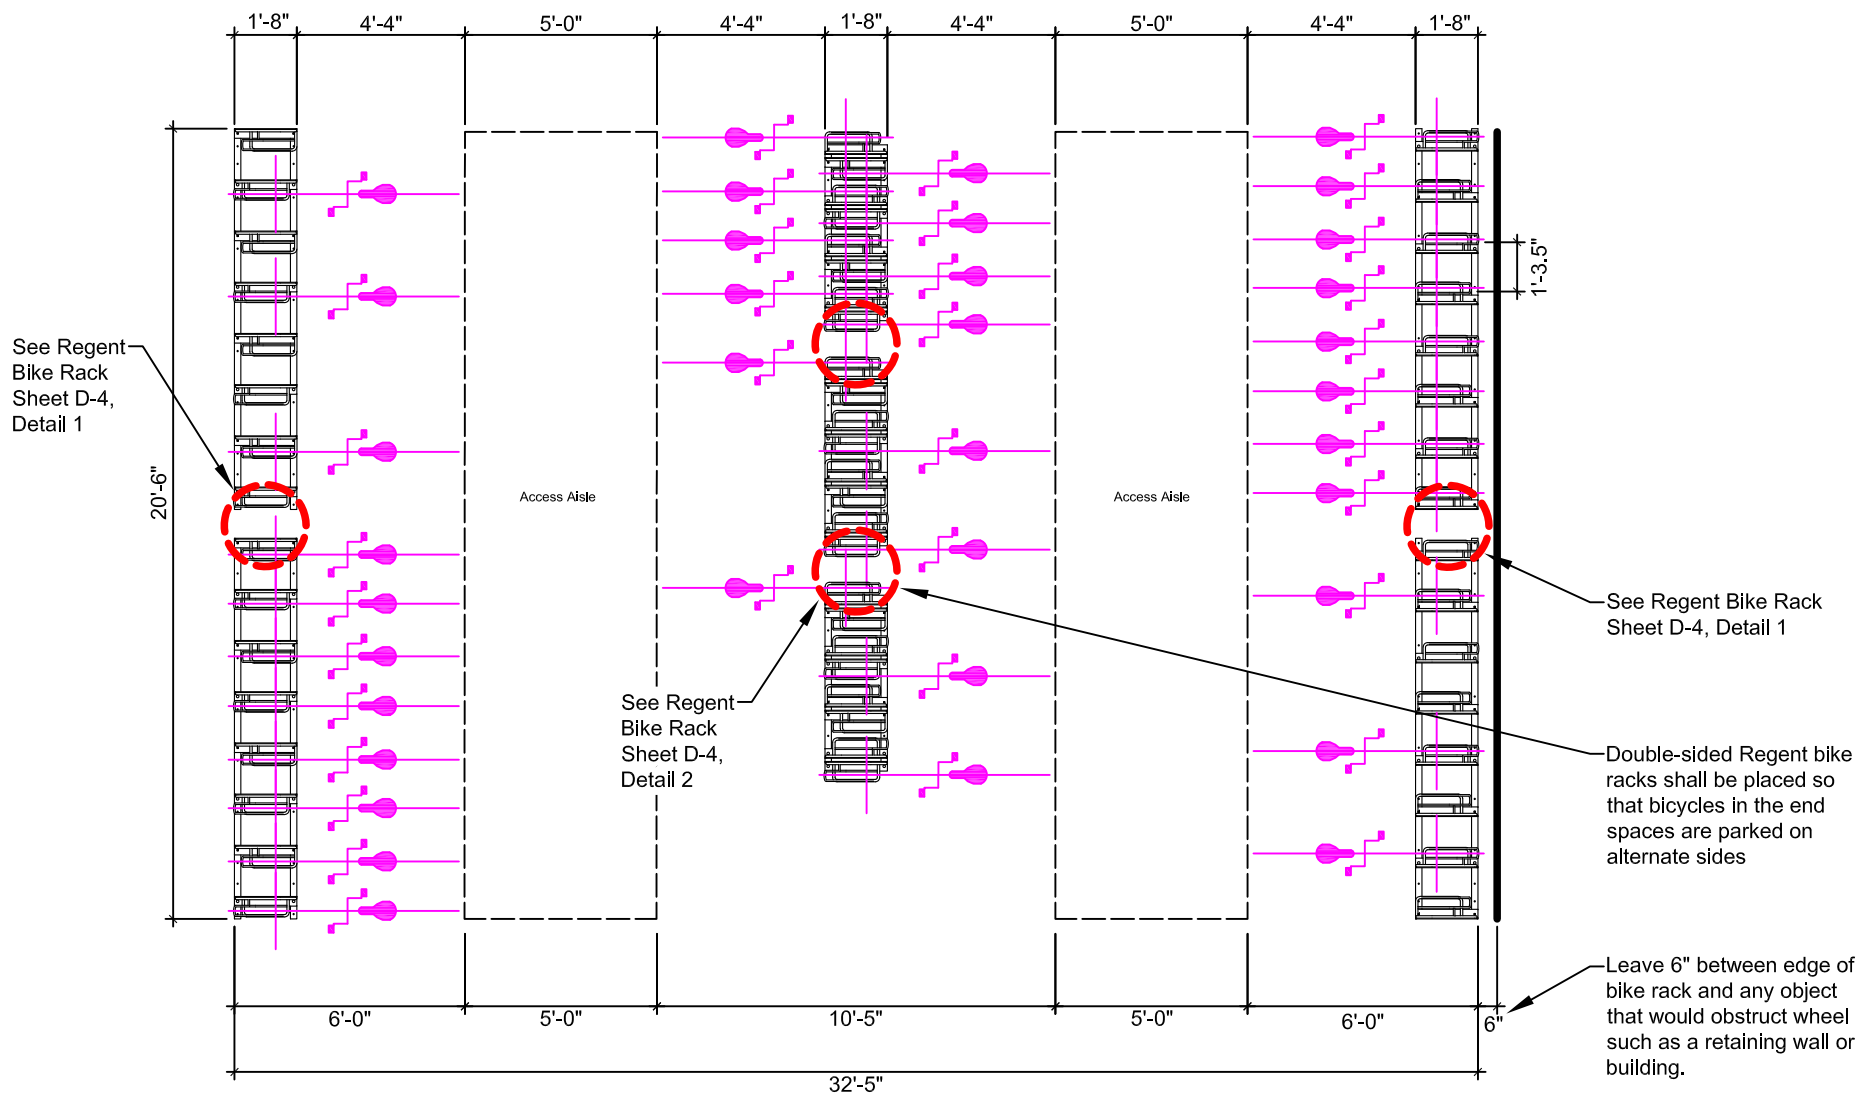 1'-8"
4'-4"
5'-0"
4'-4"
1'-8"
4'-4"
5'-0"
4'-4"
1'-8"
1'-3.5"
See Regent
Bike Rack
Sheet D-4,
Detail 1
20'-6"
Access Aisle
Access Aisle
See Regent Bike Rack
Sheet D-4, Detail 1
See Regent
Bike Rack
Sheet D-4,
Detail 2
Double-sided Regent bike
racks shall be placed so
that bicycles in the end
spaces are parked on
alternate sides
Leave 6" between edge of
bike rack and any object
that would obstruct wheel
such as a retaining wall or
building.
6'-0"
5'-0"
10'-5"
5'-0"
6'-0"
6"
32'-5"